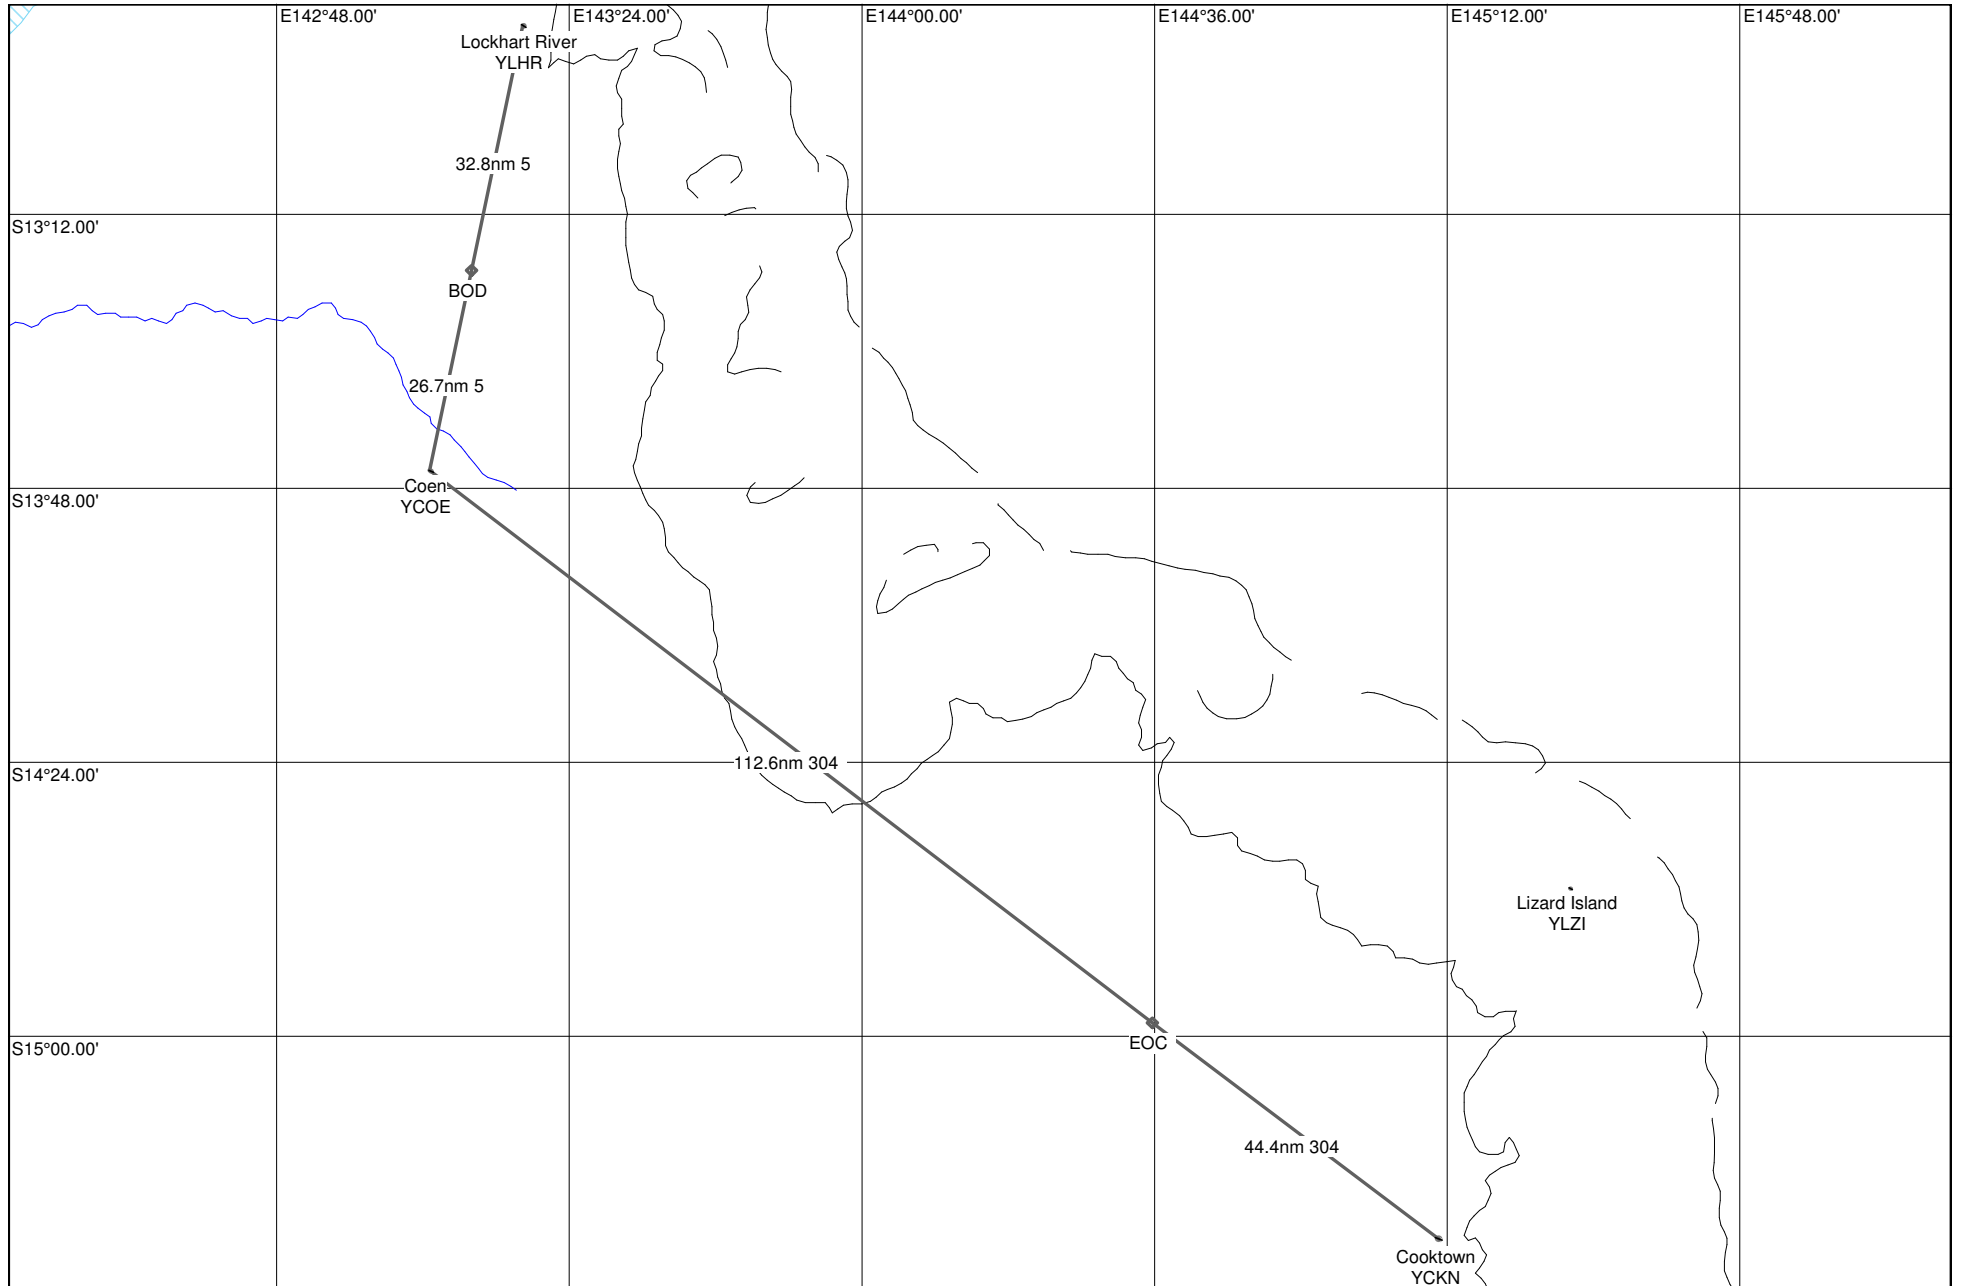 E142°48.00'
E143°24.00'
E144°00.00'
E144°36.00'
E145°12.00'
E145°48.00'
Lockhart River
YLHR
32.8nm 5
S13°12.00'
BOD
26.7nm 5
Coen
YCOE
S13°48.00'
112.6nm 304
S14°24.00'
Lizard Island
YLZI
EOC
S15°00.00'
44.4nm 304
Cooktown
YCKN